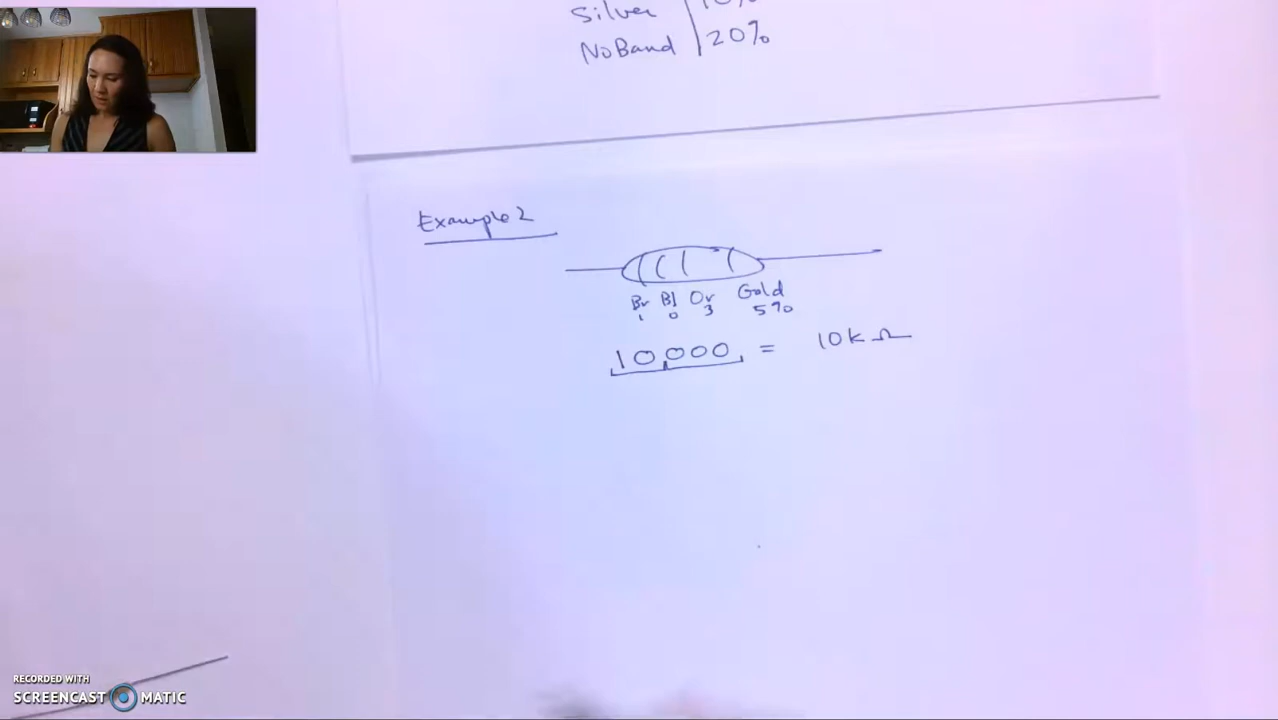 Silver | 10%
NoBand | 20%
Example 2
Br Bl Or Gold
1 0 3 5%
10,000 = 10kΩ
RECORDED WITH
SCREENCAST MATIC